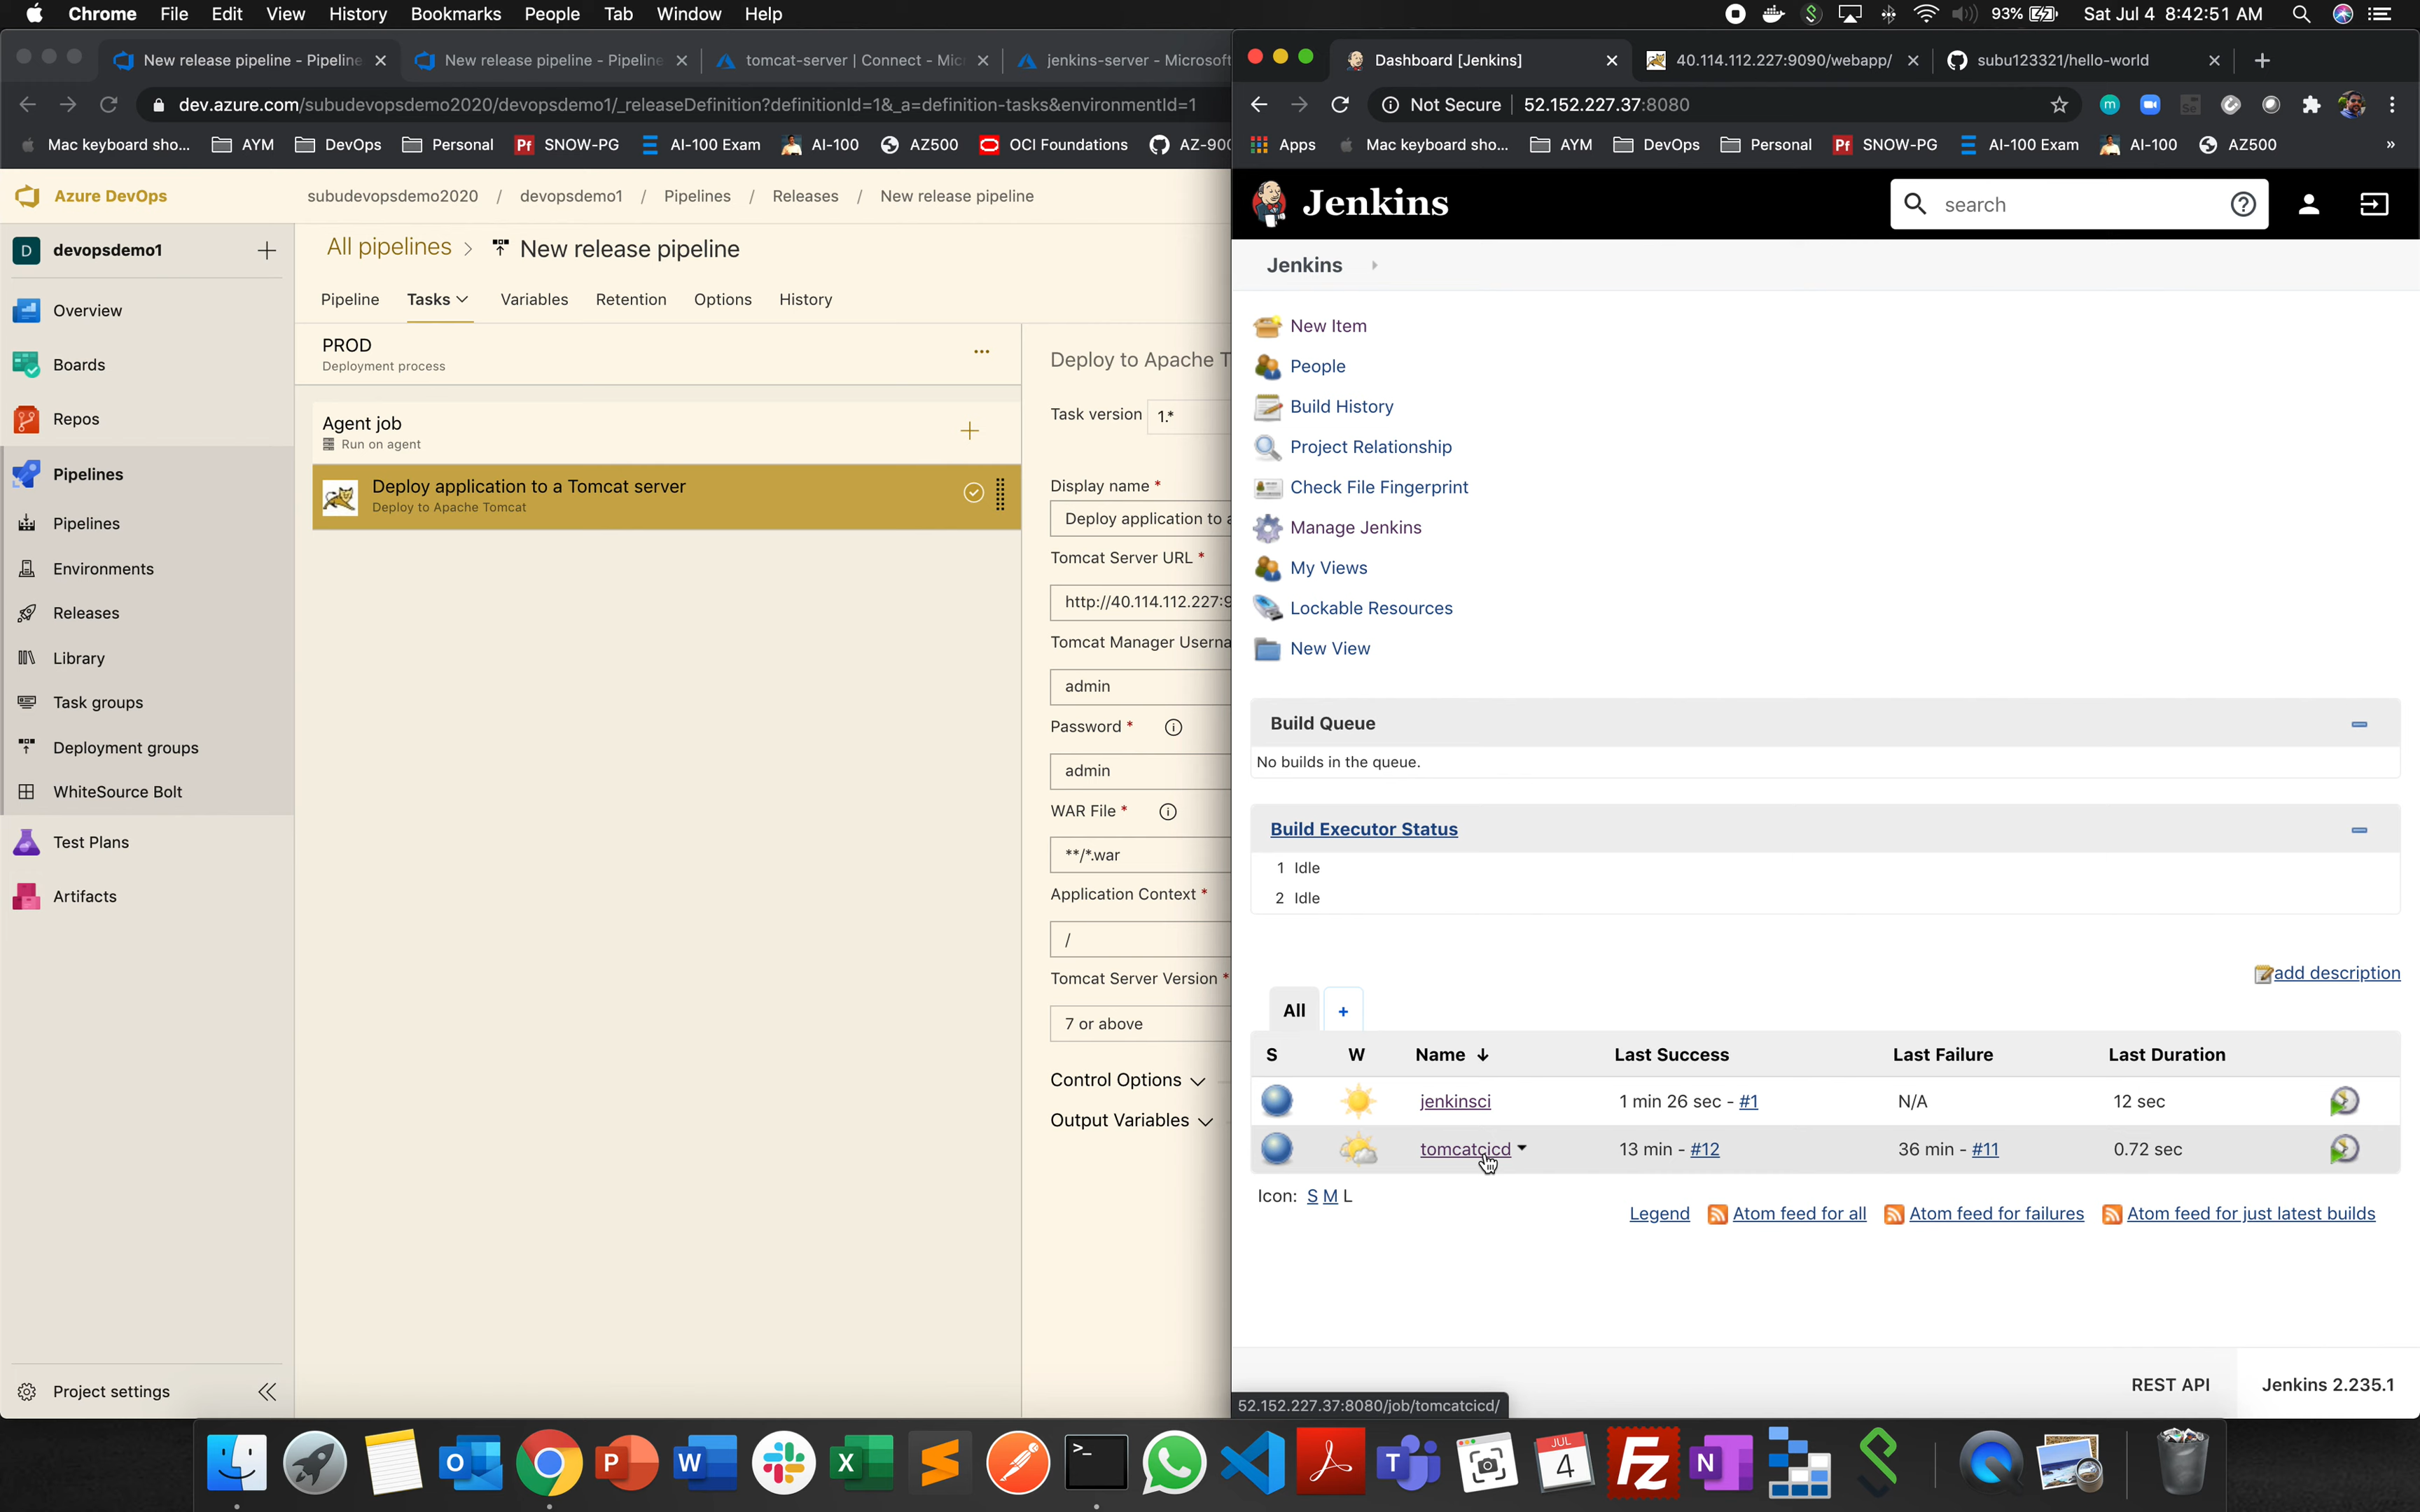 Chrome File Edit View History Bookmarks People Tab Window Help
93% Sat Jul 4 8:42:51 AM
New release pipeline - Pipeline
New release pipeline - Pipeline
tomcat-server | Connect - Mic
jenkins-server - Microsoft
dev.azure.com/subudevopsdemo2020/devopsdemo1/_releaseDefinition?definitionId=1&_a=definition-tasks&environmentId=1
Mac keyboard sho... AYM DevOps Personal Pf SNOW-PG AI-100 Exam AI-100 AZ500 OCI Foundations AZ-900
Azure DevOps
subudevopsdemo2020 / devopsdemo1 / Pipelines / Releases / New release pipeline
D devopsdemo1
Overview
Boards
Repos
Pipelines
Pipelines
Environments
Releases
Library
Task groups
Deployment groups
WhiteSource Bolt
Test Plans
Artifacts
Project settings
All pipelines > New release pipeline
Pipeline Tasks Variables Retention Options History
PROD
Deployment process
Agent job
Run on agent
Deploy application to a Tomcat server
Deploy to Apache Tomcat
Deploy to Apache T
Task version 1.*
Display name *
Deploy application to a
Tomcat Server URL *
http://40.114.112.227:9
Tomcat Manager Userna
admin
Password *
admin
WAR File *
**/*.war
Application Context *
/
Tomcat Server Version *
7 or above
Control Options
Output Variables
Dashboard [Jenkins]
40.114.112.227:9090/webapp/
subu123321/hello-world
Not Secure | 52.152.227.37:8080
Apps Mac keyboard sho... AYM DevOps Personal Pf SNOW-PG AI-100 Exam AI-100 AZ500 »
Jenkins
search
Jenkins
New Item
People
Build History
Project Relationship
Check File Fingerprint
Manage Jenkins
My Views
Lockable Resources
New View
Build Queue
No builds in the queue.
Build Executor Status
1 Idle
2 Idle
add description
All +
S W Name ↓ Last Success Last Failure Last Duration
jenkinsci 1 min 26 sec - #1 N/A 12 sec
tomcatcicd 13 min - #12 36 min - #11 0.72 sec
Icon: S M L
Legend Atom feed for all Atom feed for failures Atom feed for just latest builds
REST API Jenkins 2.235.1
52.152.227.37:8080/job/tomcatcicd/
JUL
4